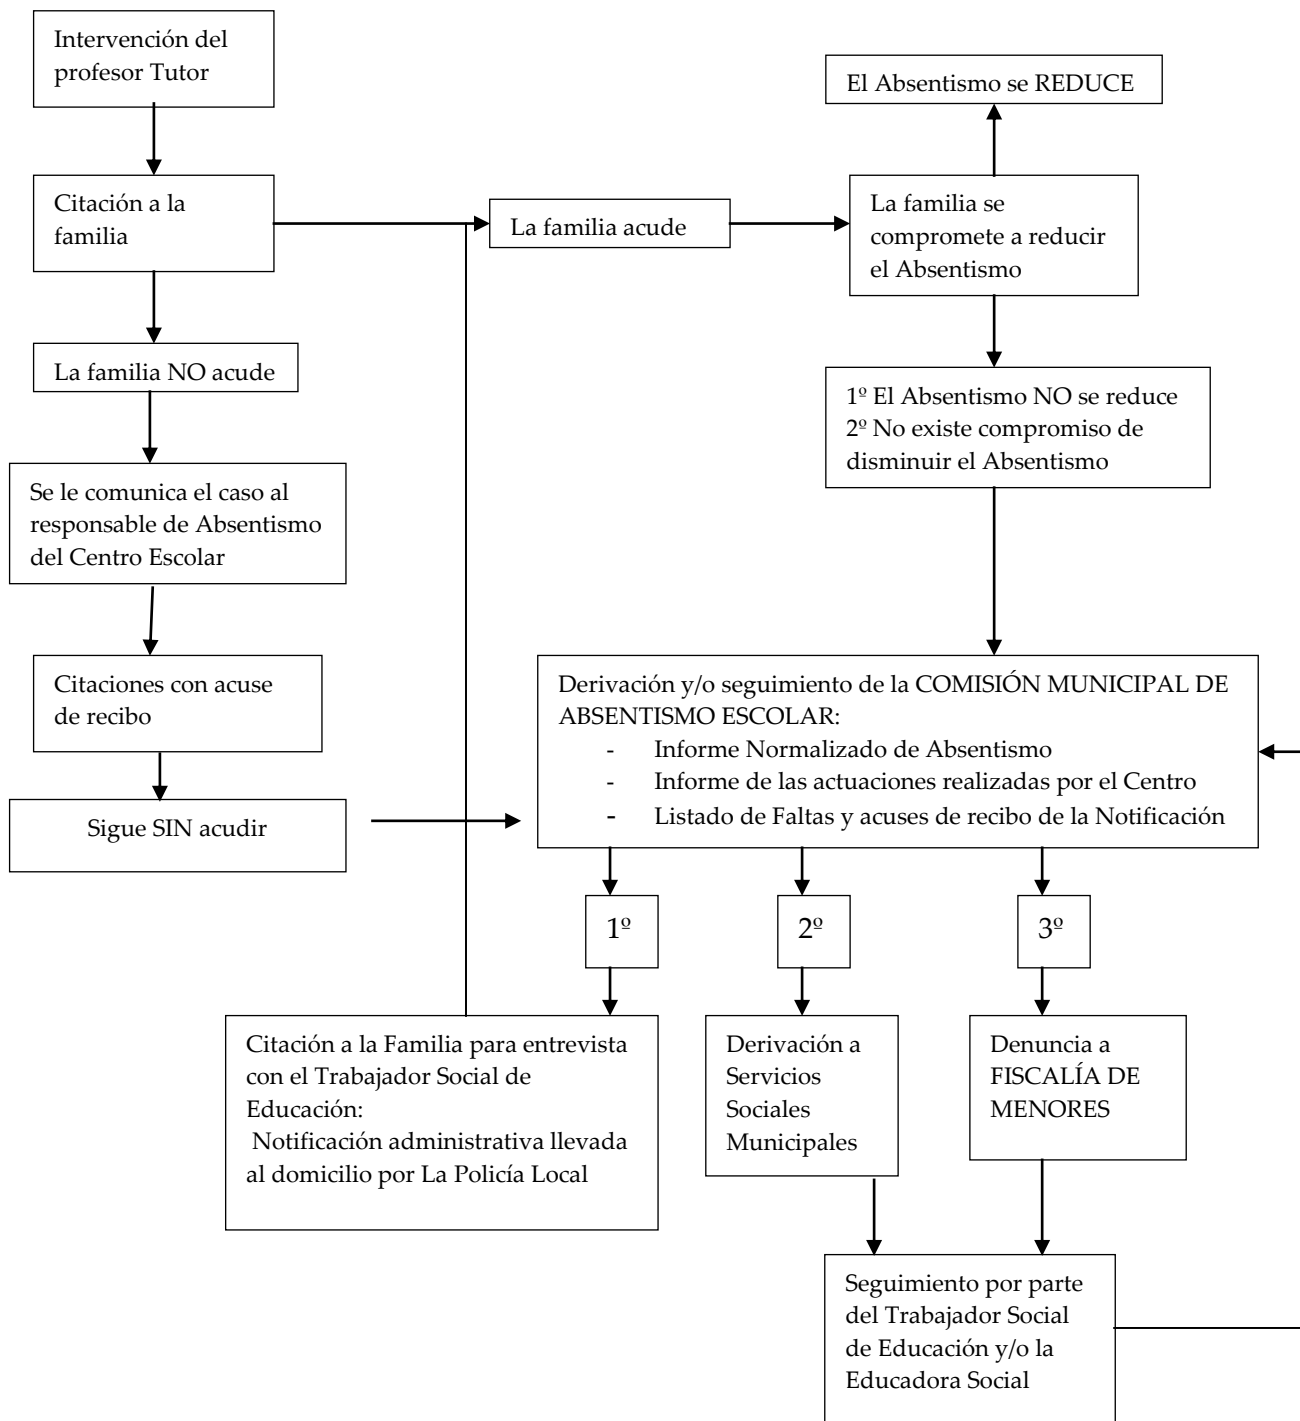 Intervención del
profesor Tutor
El Absentismo se REDUCE
Citación a la
familia
La familia acude
La familia se
compromete a reducir
el Absentismo
La familia NO acude
1º El Absentismo NO se reduce
2º No existe compromiso de
disminuir el Absentismo
Se le comunica el caso al
responsable de Absentismo
del Centro Escolar
Citaciones con acuse
de recibo
Sigue SIN acudir
Derivación y/o seguimiento de la COMISIÓN MUNICIPAL DE
ABSENTISMO ESCOLAR:
- Informe Normalizado de Absentismo
- Informe de las actuaciones realizadas por el Centro
- Listado de Faltas y acuses de recibo de la Notificación
1º
2º
3º
Citación a la Familia para entrevista
con el Trabajador Social de
Educación:
Notificación administrativa llevada
al domicilio por La Policía Local
Derivación a
Servicios
Sociales
Municipales
Denuncia a
FISCALÍA DE
MENORES
Seguimiento por parte
del Trabajador Social
de Educación y/o la
Educadora Social